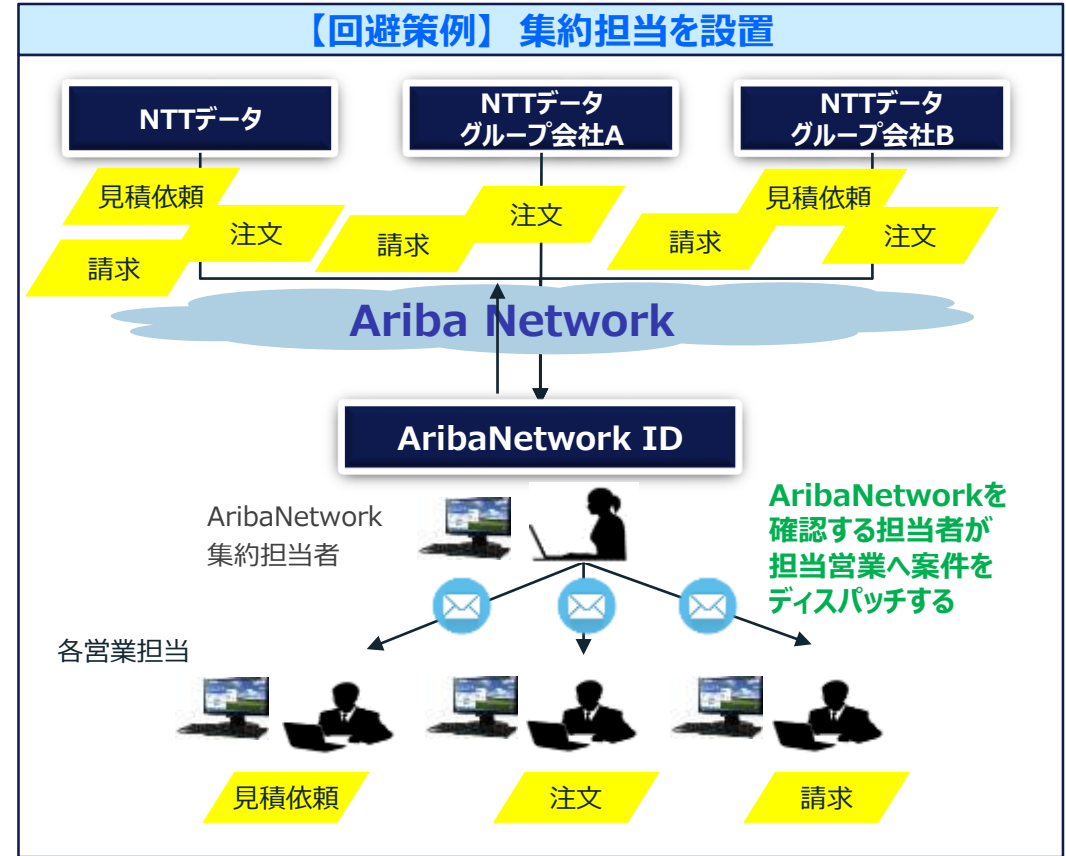 【回避策例】 集約担当を設置
NTTデータ
NTTデータ
グループ会社A
NTTデータ
グループ会社B
見積依頼
注文
請求
注文
請求
見積依頼
請求
注文
Ariba Network
AribaNetwork ID
AribaNetwork
集約担当者
AribaNetworkを
確認する担当者が
担当営業へ案件を
ディスパッチする
各営業担当
見積依頼
注文
請求